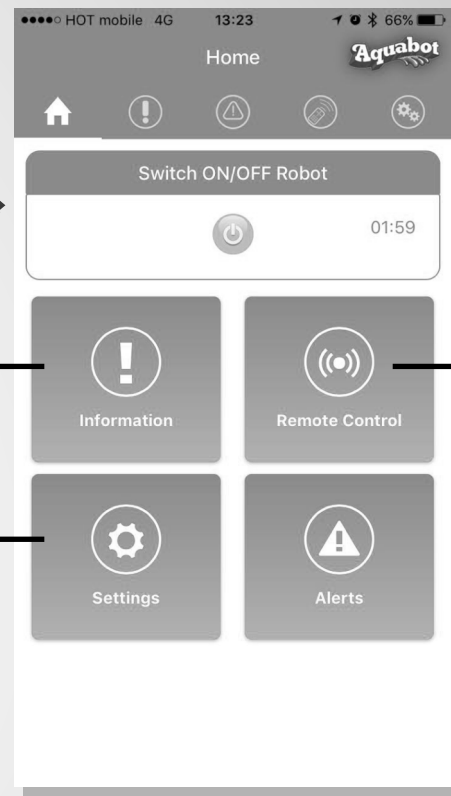 HOT mobile 4G 13:23 66%
Home
Aquabot
Switch ON/OFF Robot
01:59
Information
Remote Control
Settings
Alerts